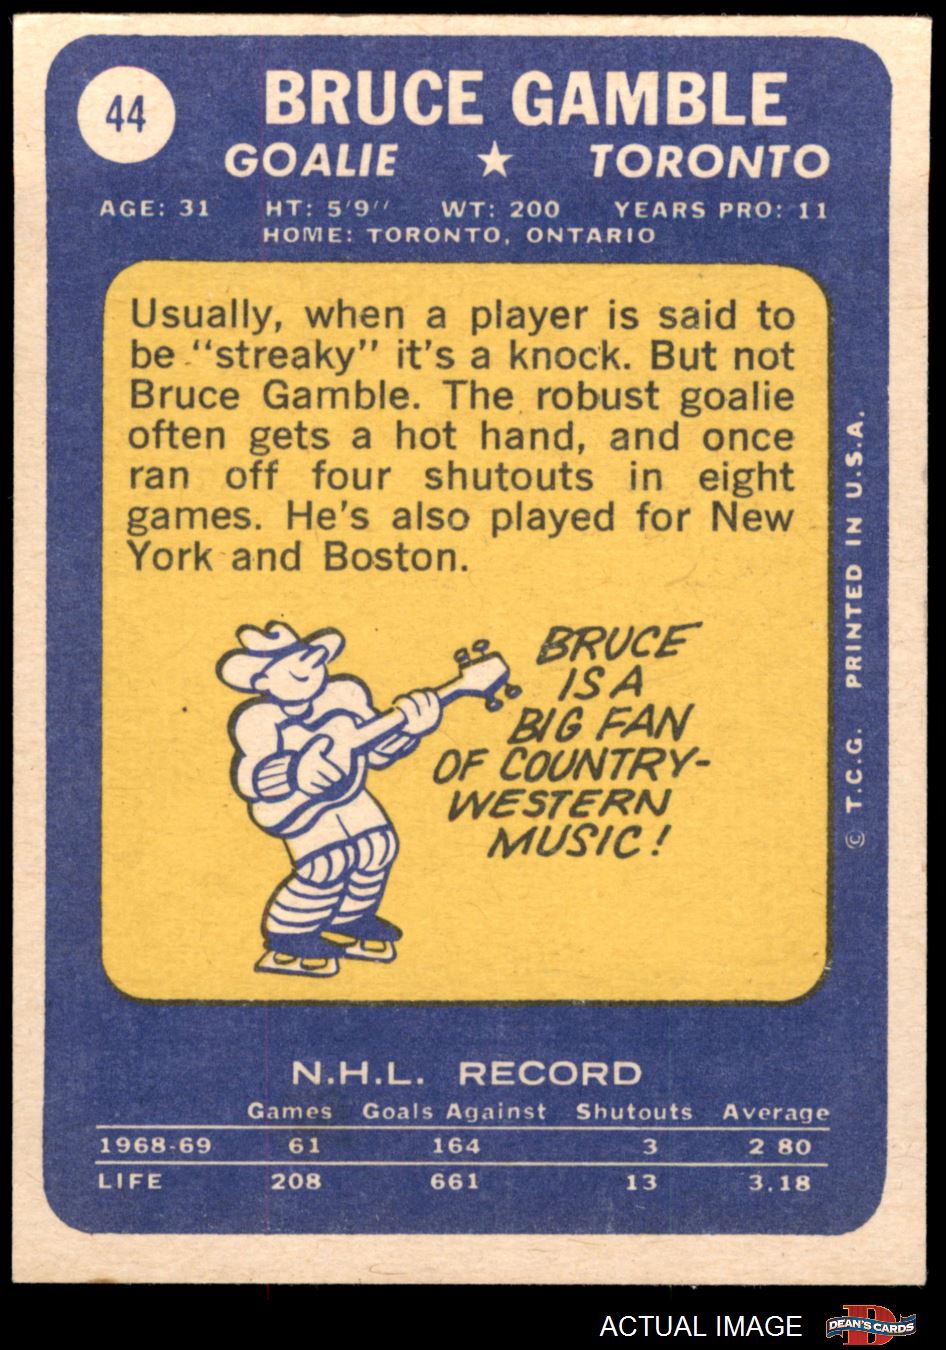 44
BRUCE GAMBLE
GOALIE ★ TORONTO
AGE: 31 HT: 5'9'' WT: 200 YEARS PRO: 11
HOME: TORONTO, ONTARIO
Usually, when a player is said to
be "streaky" it's a knock. But not
Bruce Gamble. The robust goalie
often gets a hot hand, and once
ran off four shutouts in eight
games. He's also played for New
York and Boston.
BRUCE
IS A
BIG FAN
OF COUNTRY-
WESTERN
MUSIC!
© T.C.G. PRINTED IN U.S.A.
N.H.L. RECORD
Games Goals Against Shutouts Average
1968-69 61 164 3 2 80
LIFE 208 661 13 3.18
ACTUAL IMAGE
D
DEAN'S CARDS